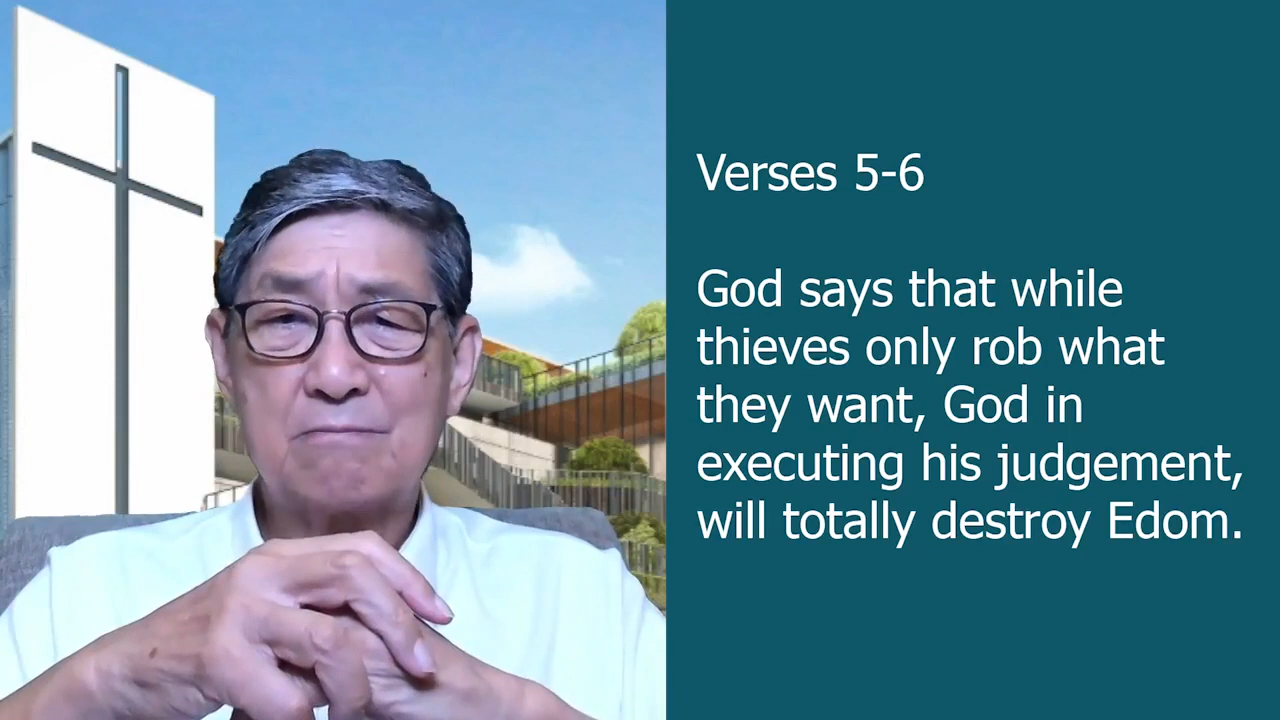 Verses 5-6
God says that while
thieves only rob what
they want, God in
executing his judgement,
will totally destroy Edom.